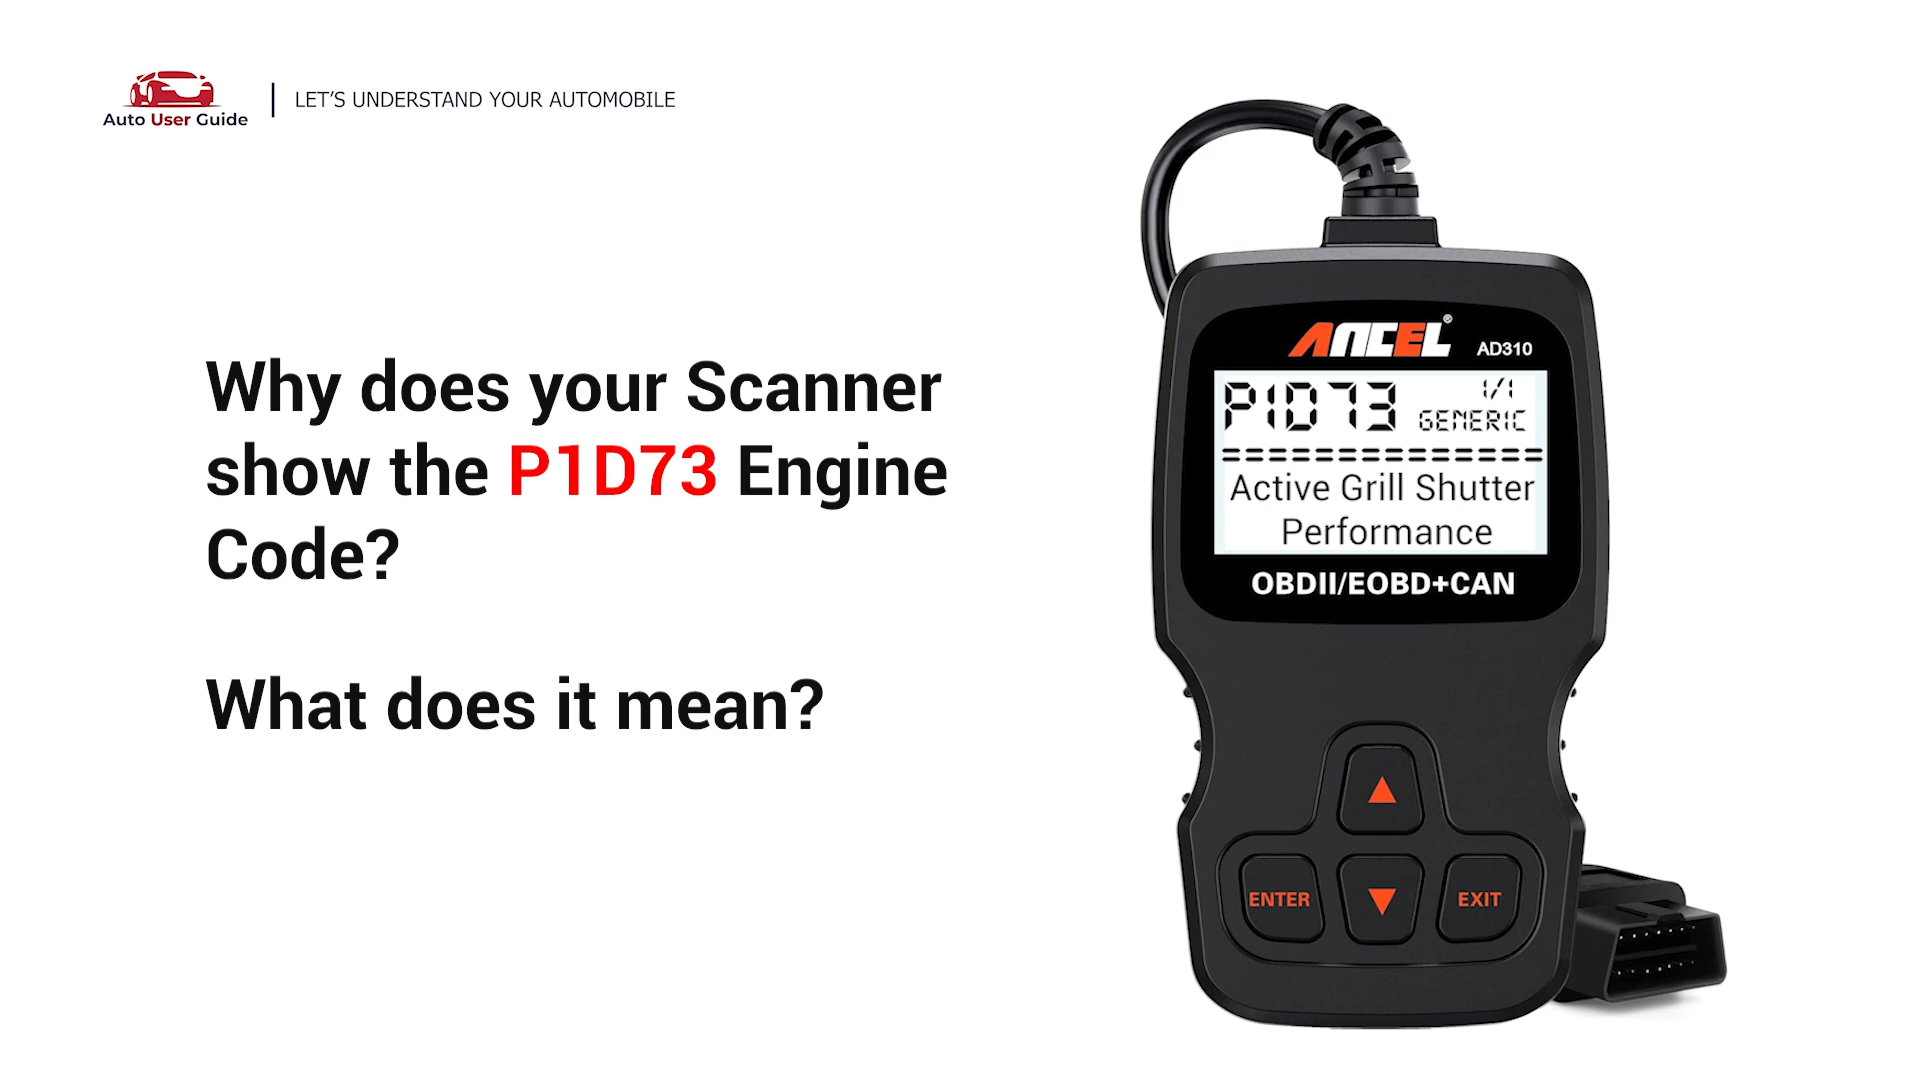 Auto User Guide
LET'S UNDERSTAND YOUR AUTOMOBILE
Why does your Scanner
show the P1D73 Engine
Code?
What does it mean?
ANCEL®
AD310
P1D73
1/1
GENERIC
Active Grill Shutter
Performance
OBDII/EOBD+CAN
ENTER
EXIT